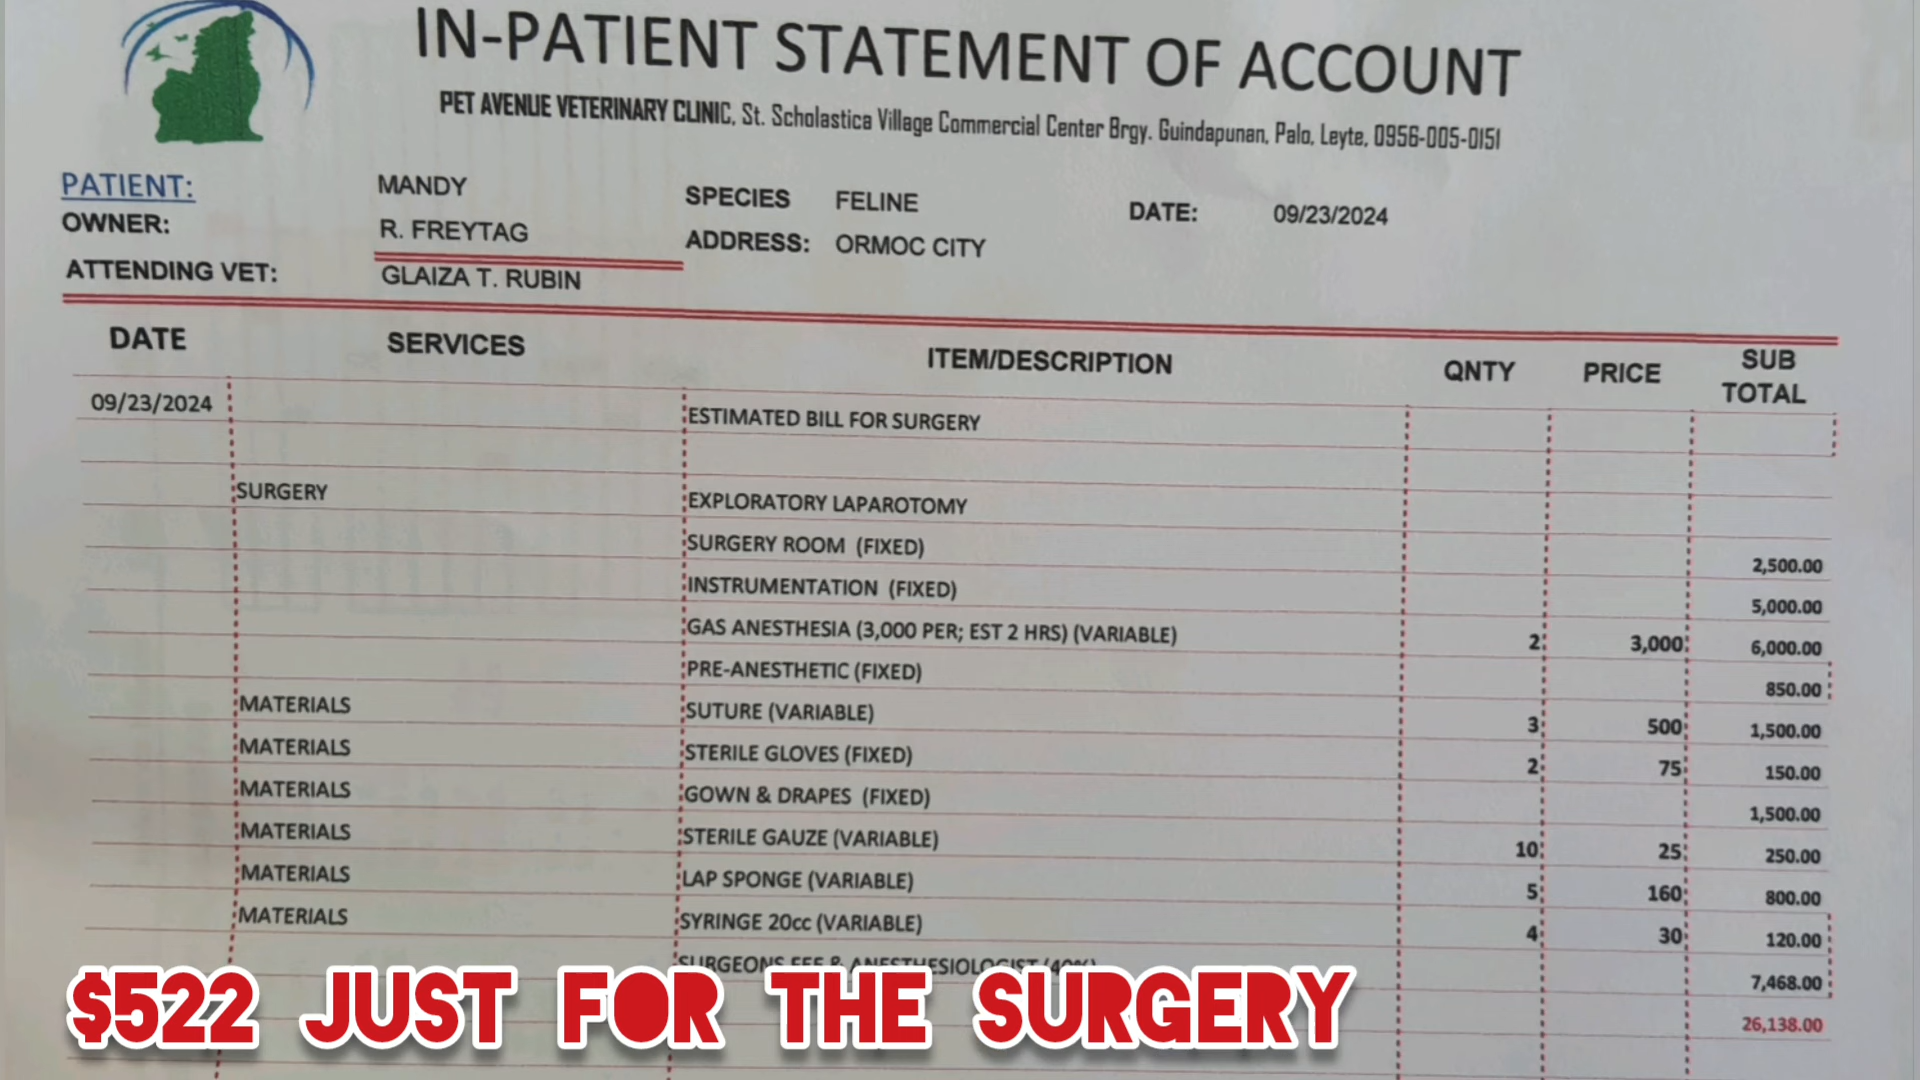 IN-PATIENT STATEMENT OF ACCOUNT
PET AVENUE VETERINARY CLINIC, St. Scholastica Village Commercial Center Brgy. Guindapunan, Palo, Leyte, 0956-005-0151
PATIENT: MANDY SPECIES FELINE DATE: 09/23/2024
OWNER: R. FREYTAG ADDRESS: ORMOC CITY
ATTENDING VET: GLAIZA T. RUBIN
DATE SERVICES ITEM/DESCRIPTION QNTY PRICE SUB TOTAL
09/23/2024 ESTIMATED BILL FOR SURGERY
SURGERY EXPLORATORY LAPAROTOMY
SURGERY ROOM (FIXED) 2,500.00
INSTRUMENTATION (FIXED) 5,000.00
GAS ANESTHESIA (3,000 PER; EST 2 HRS) (VARIABLE) 2 3,000 6,000.00
PRE-ANESTHETIC (FIXED) 850.00
MATERIALS SUTURE (VARIABLE) 3 500 1,500.00
MATERIALS STERILE GLOVES (FIXED) 2 75 150.00
MATERIALS GOWN & DRAPES (FIXED) 1,500.00
MATERIALS STERILE GAUZE (VARIABLE) 10 25 250.00
MATERIALS LAP SPONGE (VARIABLE) 5 160 800.00
MATERIALS SYRINGE 20cc (VARIABLE) 4 30 120.00
SURGEONS FEE & ANESTHESIOLOGIST (40%) 7,468.00
26,138.00
$522 JUST FOR THE SURGERY